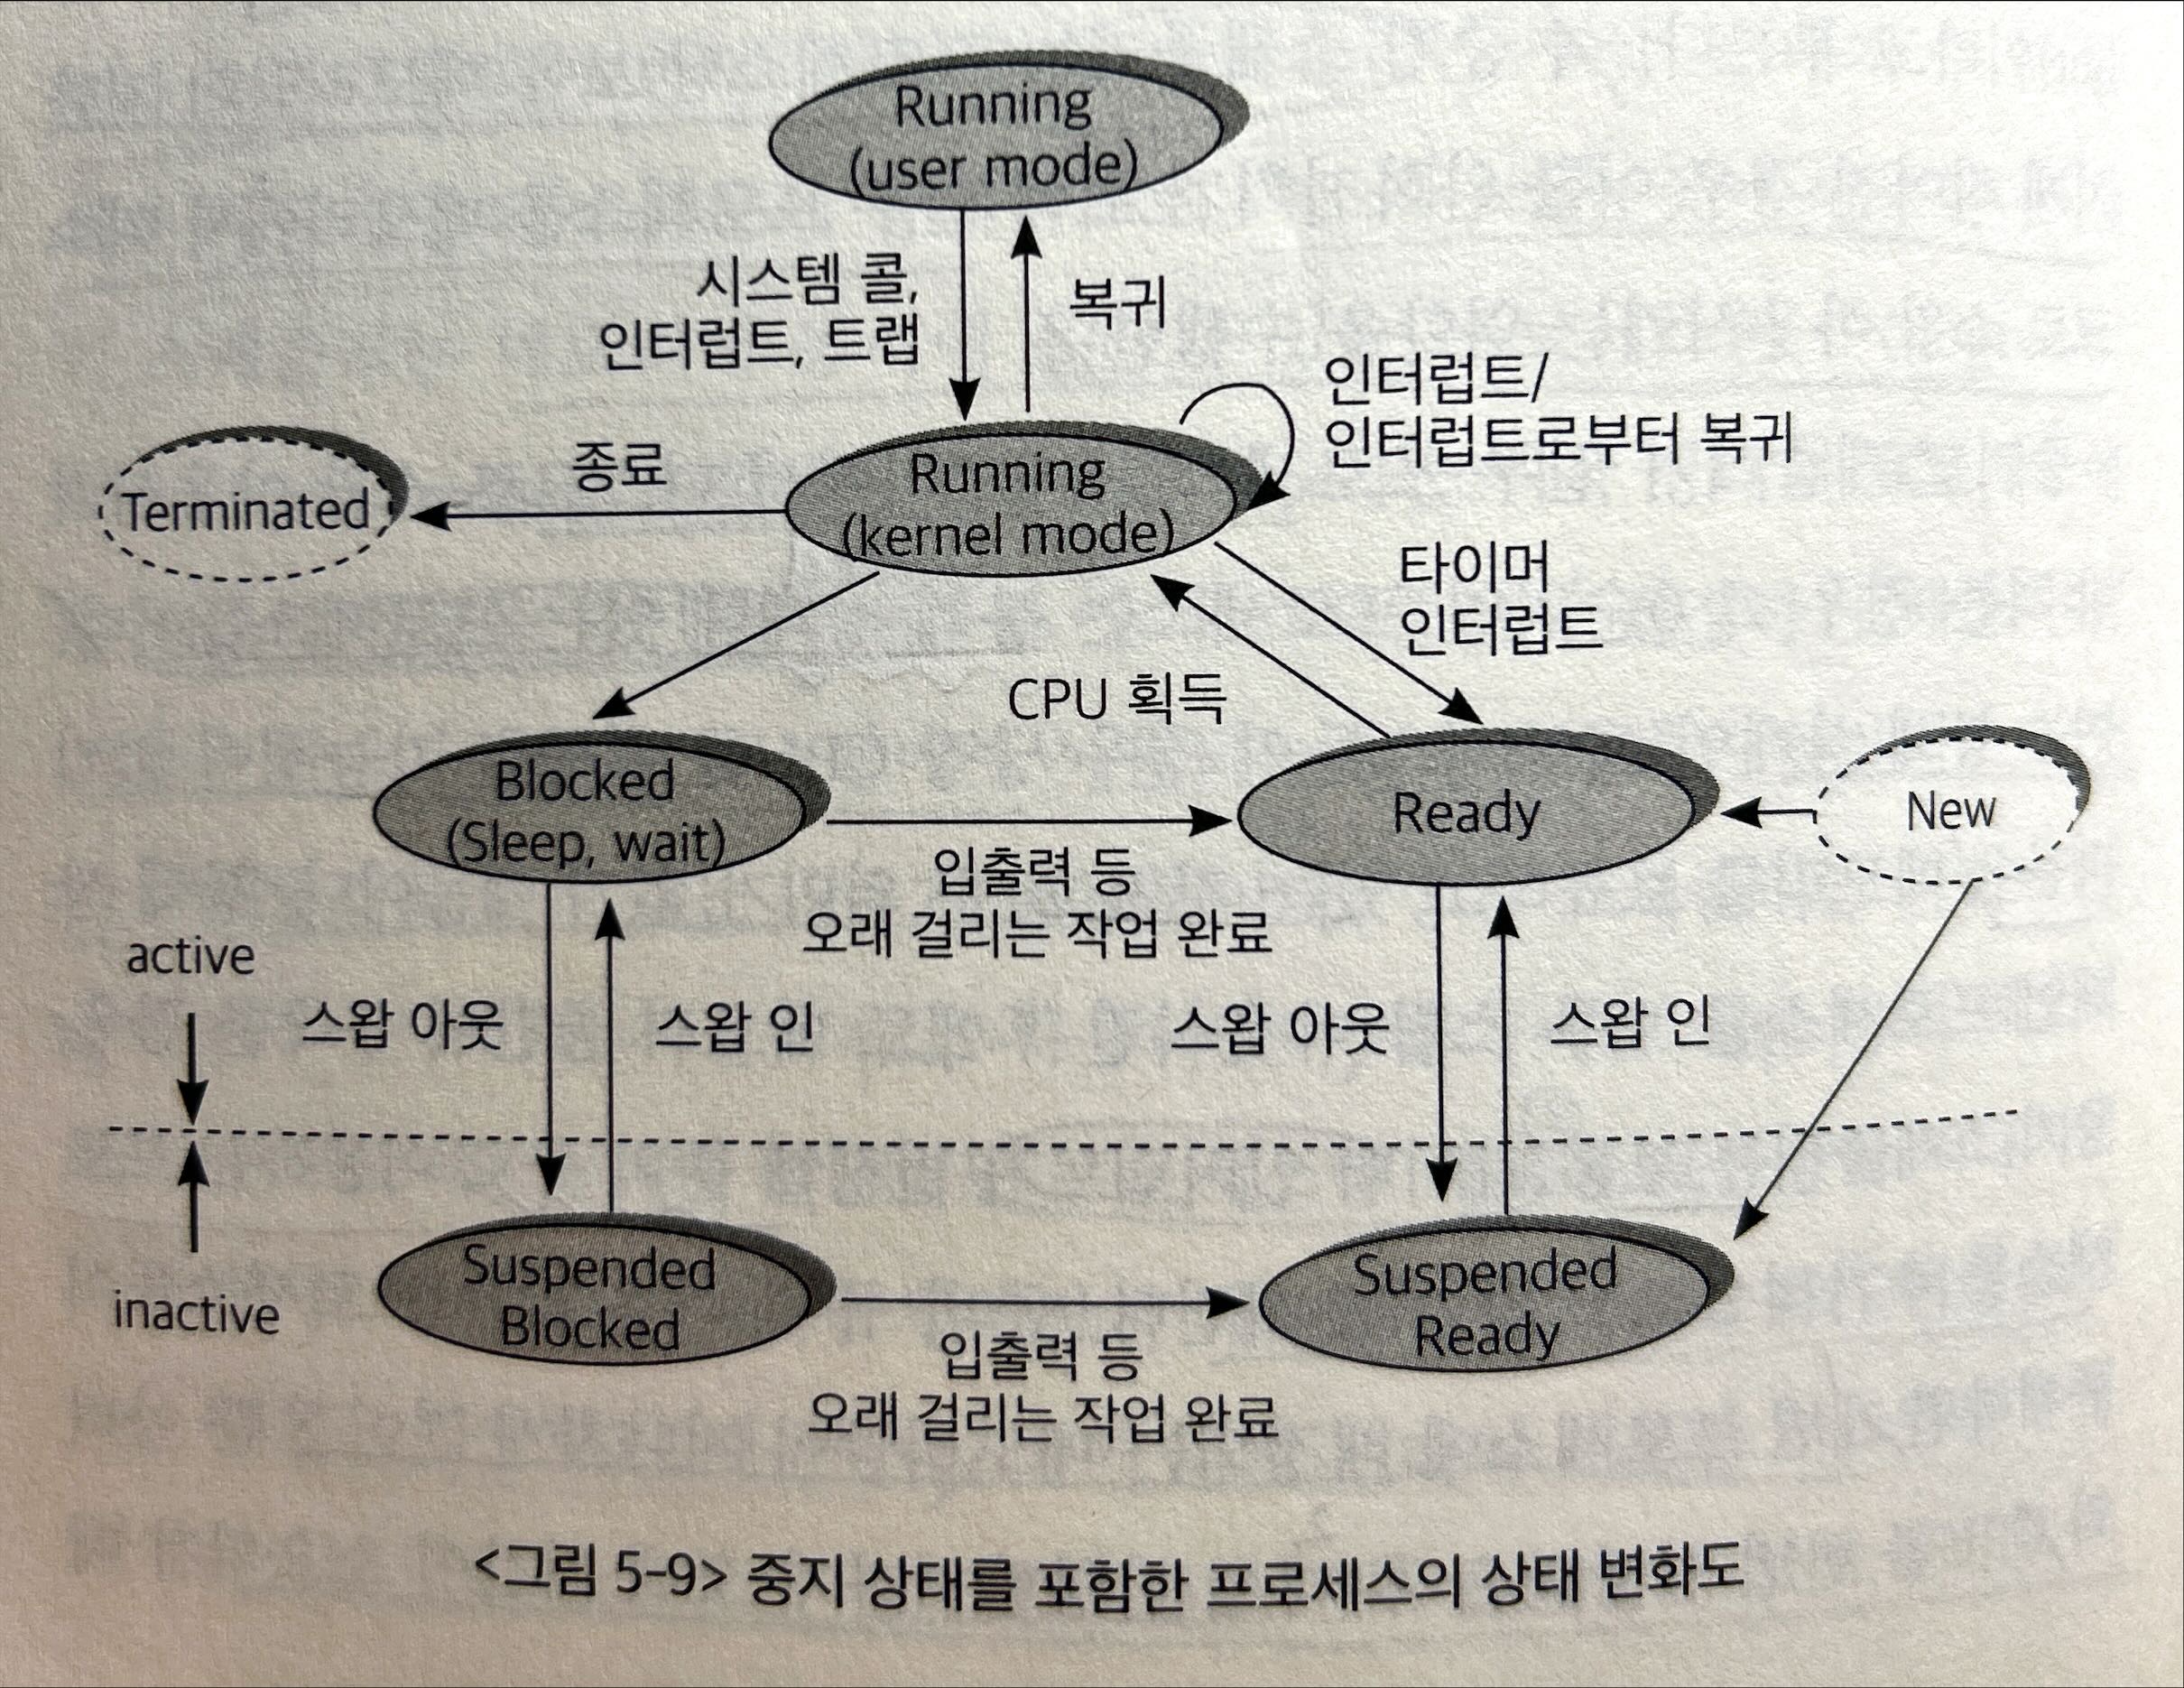 Running
(user mode)
시스템 콜,
인터럽트, 트랩
복귀
인터럽트/
인터럽트로부터 복귀
Terminated
종료
Running
(kernel mode)
타이머
인터럽트
CPU 획득
Blocked
(Sleep, wait)
Ready
New
입출력 등
오래 걸리는 작업 완료
active
스왑 아웃
스왑 인
스왑 아웃
스왑 인
inactive
Suspended
Blocked
Suspended
Ready
입출력 등
오래 걸리는 작업 완료
<그림 5-9> 중지 상태를 포함한 프로세스의 상태 변화도